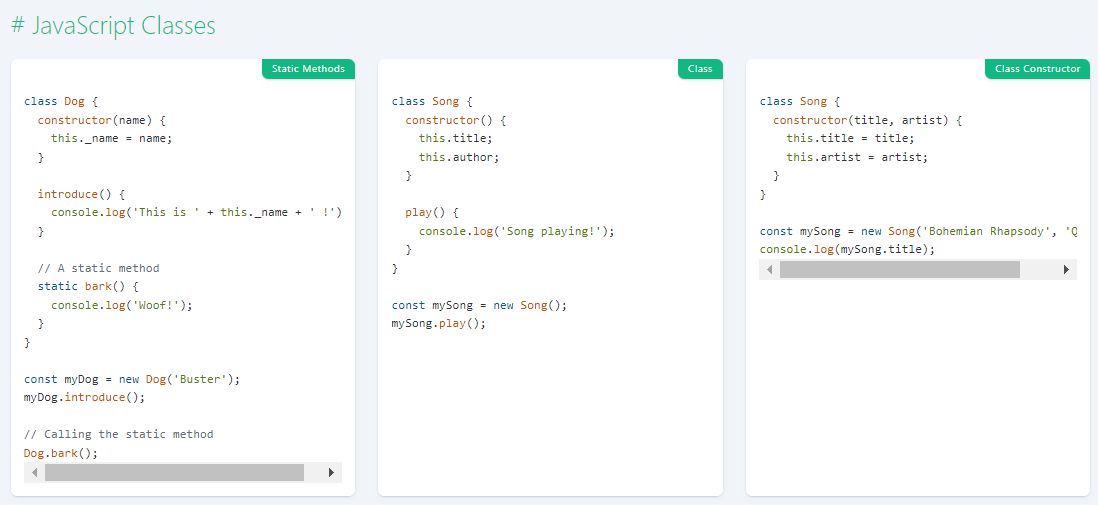 # JavaScript Classes
Static Methods
class Dog {
  constructor(name) {
    this._name = name;
  }

  introduce() {
    console.log('This is ' + this._name + ' !')
  }

  // A static method
  static bark() {
    console.log('Woof!');
  }
}

const myDog = new Dog('Buster');
myDog.introduce();

// Calling the static method
Dog.bark();
Class
class Song {
  constructor() {
    this.title;
    this.author;
  }

  play() {
    console.log('Song playing!');
  }
}

const mySong = new Song();
mySong.play();
Class Constructor
class Song {
  constructor(title, artist) {
    this.title = title;
    this.artist = artist;
  }
}

const mySong = new Song('Bohemian Rhapsody', 'Q
console.log(mySong.title);